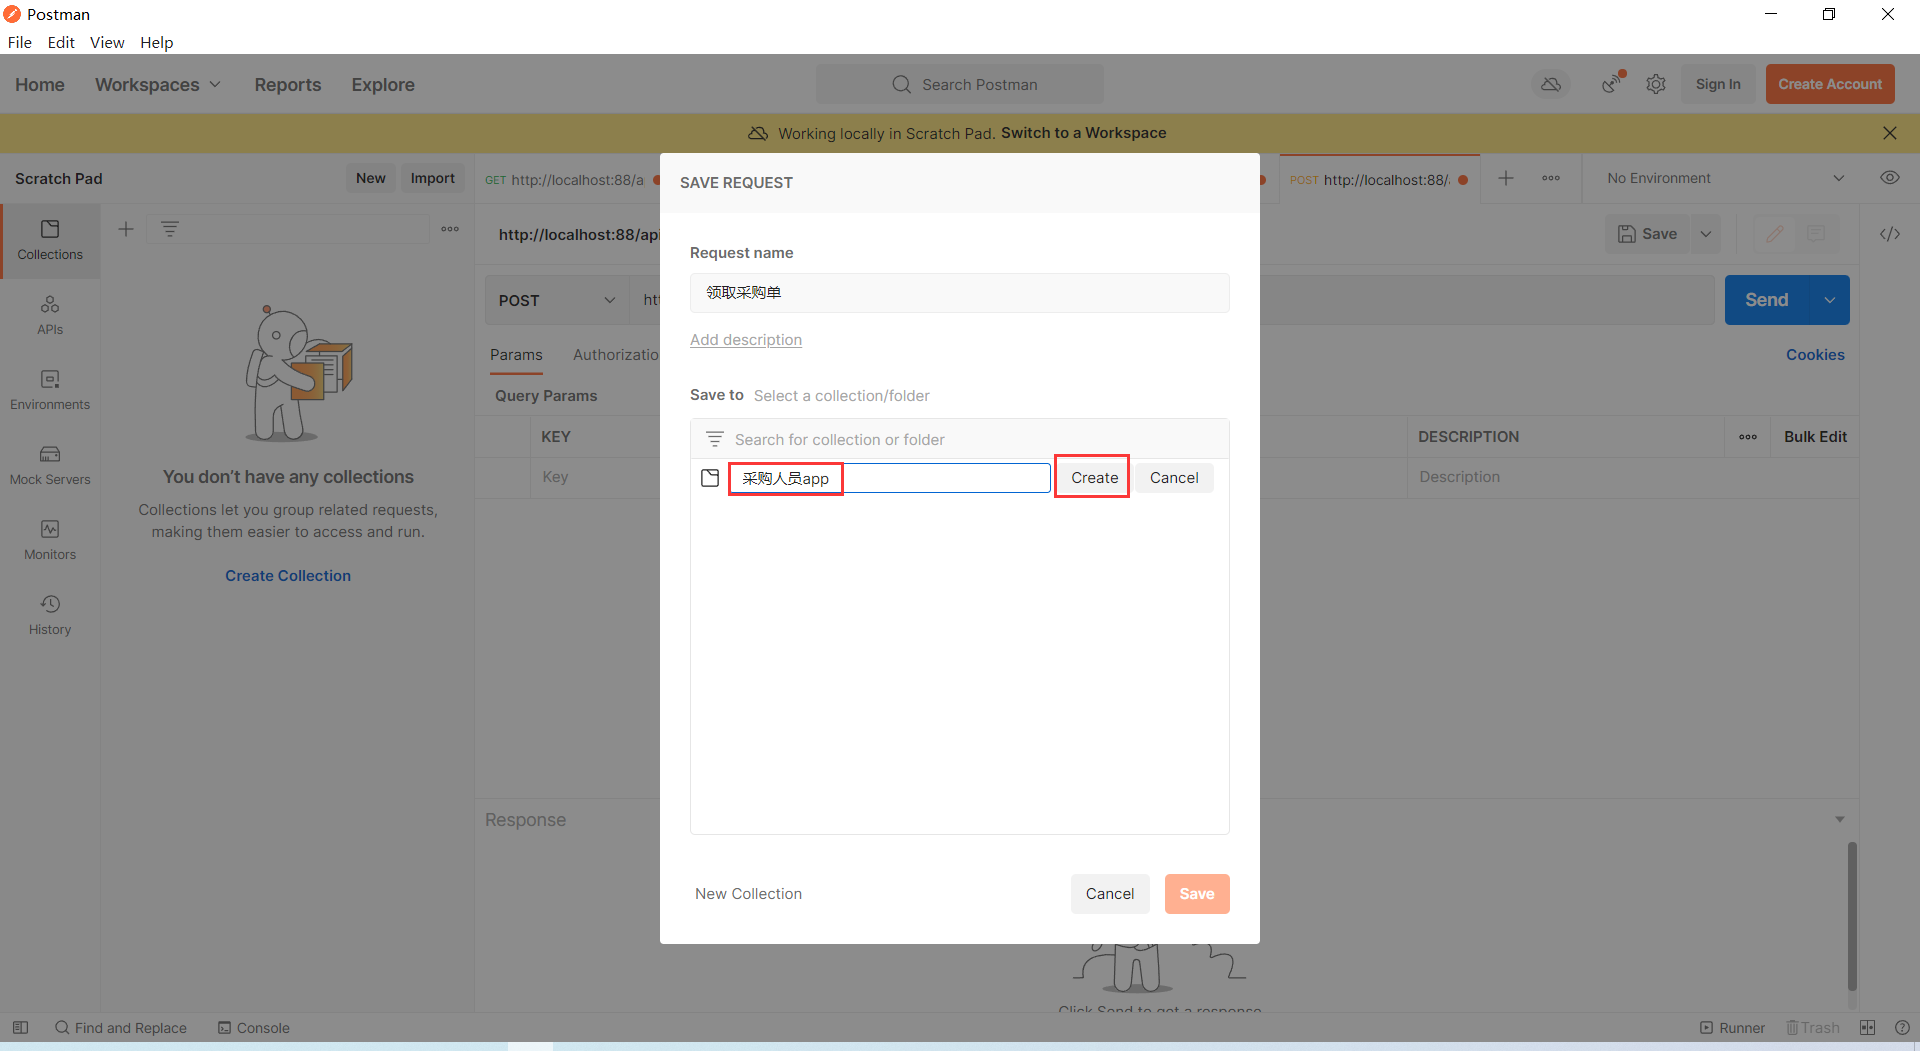 Postman
File Edit View Help
Home Workspaces Reports Explore Search Postman Sign In Create Account
Working locally in Scratch Pad. Switch to a Workspace
Scratch Pad New Import GET http://localhost:88/a POST http://localhost:88/ No Environment
SAVE REQUEST
Collections
http://localhost:88/api
Save
Request name
领取采购单
APIs
POST
htt
Send
Add description
Params Authorizatio
Cookies
Save to Select a collection/folder
Environments
Query Params
KEY
DESCRIPTION
Bulk Edit
Search for collection or folder
Mock Servers
You don’t have any collections
Key
Description
采购人员app Create Cancel
Collections let you group related requests,
making them easier to access and run.
Monitors
Create Collection
History
Response
New Collection Cancel Save
Click Send to get a response
Find and Replace Console Runner Trash